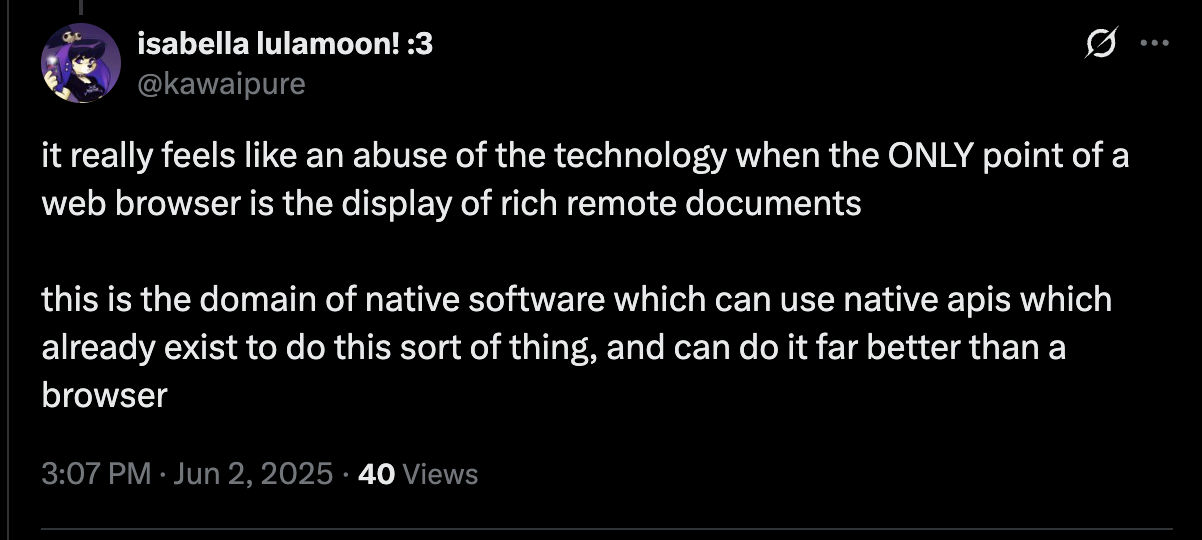 isabella lulamoon! :3
@kawaipure
it really feels like an abuse of the technology when the ONLY point of a
web browser is the display of rich remote documents
this is the domain of native software which can use native apis which
already exist to do this sort of thing, and can do it far better than a
browser
3:07 PM · Jun 2, 2025 · 40 Views